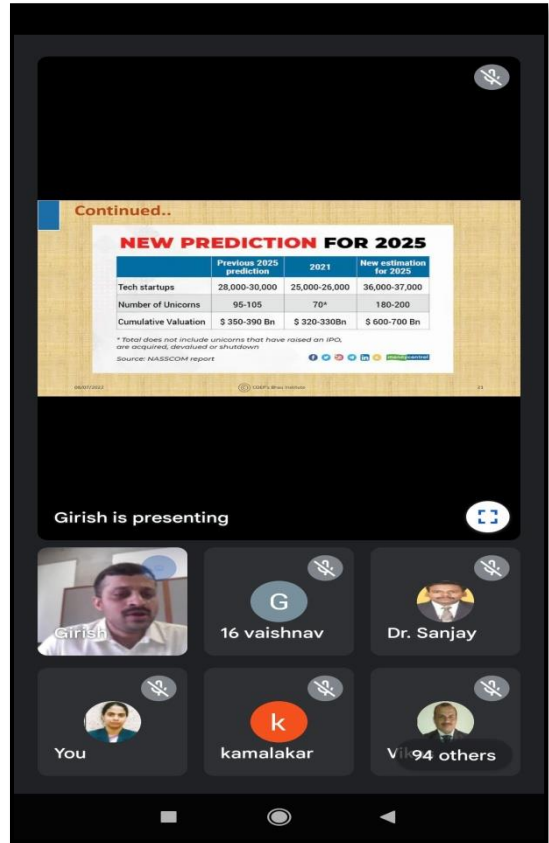 Continued..
NEW PREDICTION FOR 2025
Previous 2025 prediction 2021 New estimation for 2025
Tech startups 28,000-30,000 25,000-26,000 36,000-37,000
Number of Unicorns 95-105 70* 180-200
Cumulative Valuation $ 350-390 Bn $ 320-330Bn $ 600-700 Bn
* Total does not include unicorns that have raised an IPO,
are acquired, devalued or shutdown
Source: NASSCOM report
Institute
Girish is presenting
Girish
G
16 vaishnav
Dr. Sanjay
You
k
kamalakar
94 others